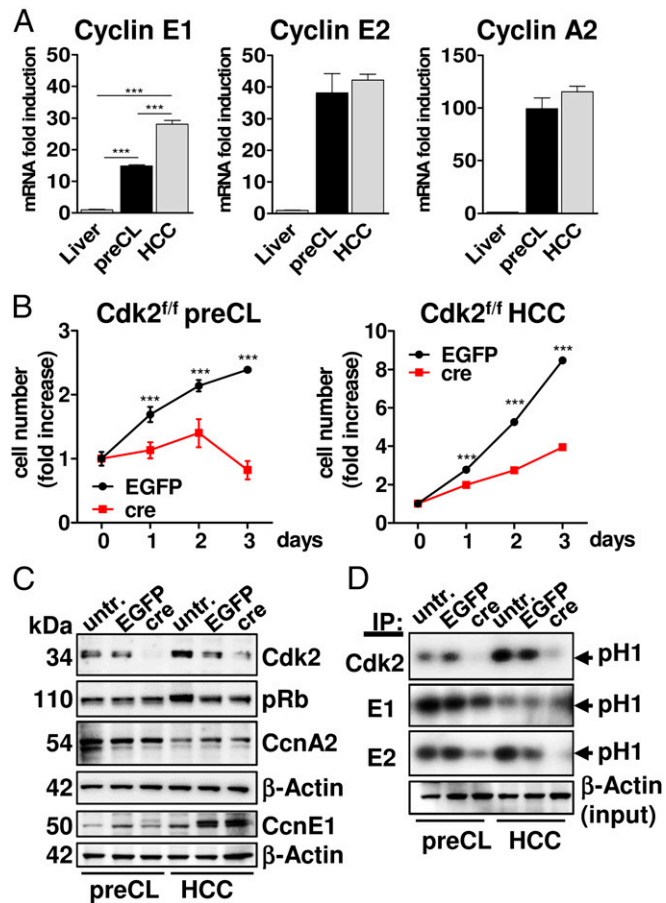 A
Cyclin E1
Cyclin E2
Cyclin A2
mRNA fold induction
50
40
30
20
10
0
***
***
***
Liver
preCL
HCC
mRNA fold induction
50
40
30
20
10
0
Liver
preCL
HCC
mRNA fold induction
150
100
50
0
Liver
preCL
HCC
B
Cdk2f/f preCL
cell number
(fold increase)
3
2
1
0
***
***
***
EGFP
cre
0 1 2 3 days
Cdk2f/f HCC
cell number
(fold increase)
10
8
6
4
2
0
EGFP
cre
***
***
***
0 1 2 3 days
C
kDa
untr. EGFP cre untr. EGFP cre
34 Cdk2
110 pRb
54 CcnA2
42 β-Actin
50 CcnE1
42 β-Actin
preCL HCC
D
IP:
untr. EGFP cre untr. EGFP cre
Cdk2 pH1
E1 pH1
E2 pH1
β-Actin
(input)
preCL HCC